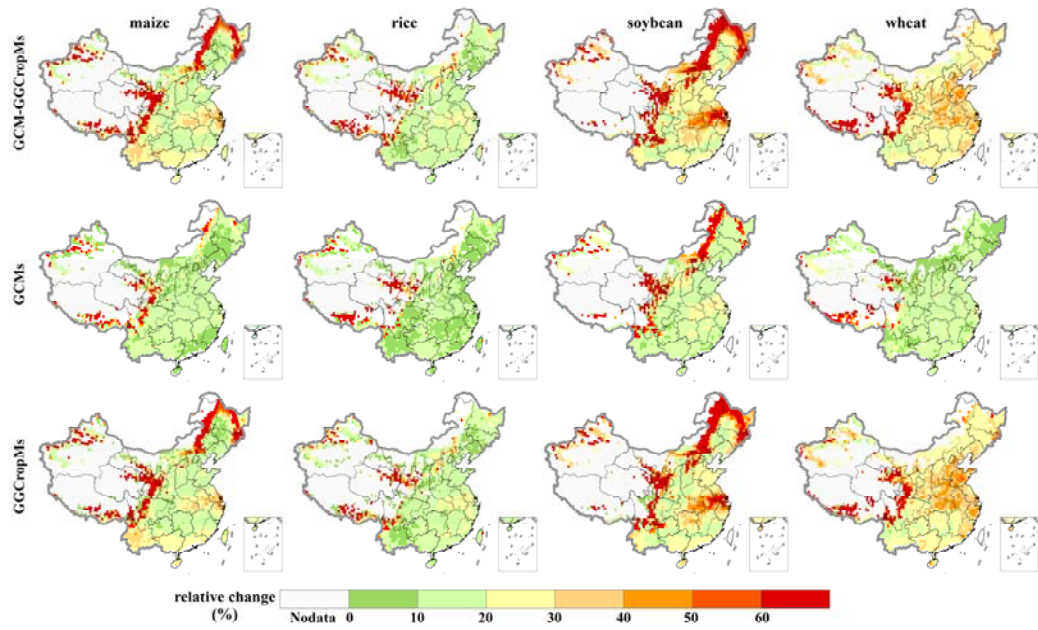 maize rice soybean wheat
GCM-GGCropMs
GCMs
GGCropMs
relative change
(%)
Nodata 0 10 20 30 40 50 60